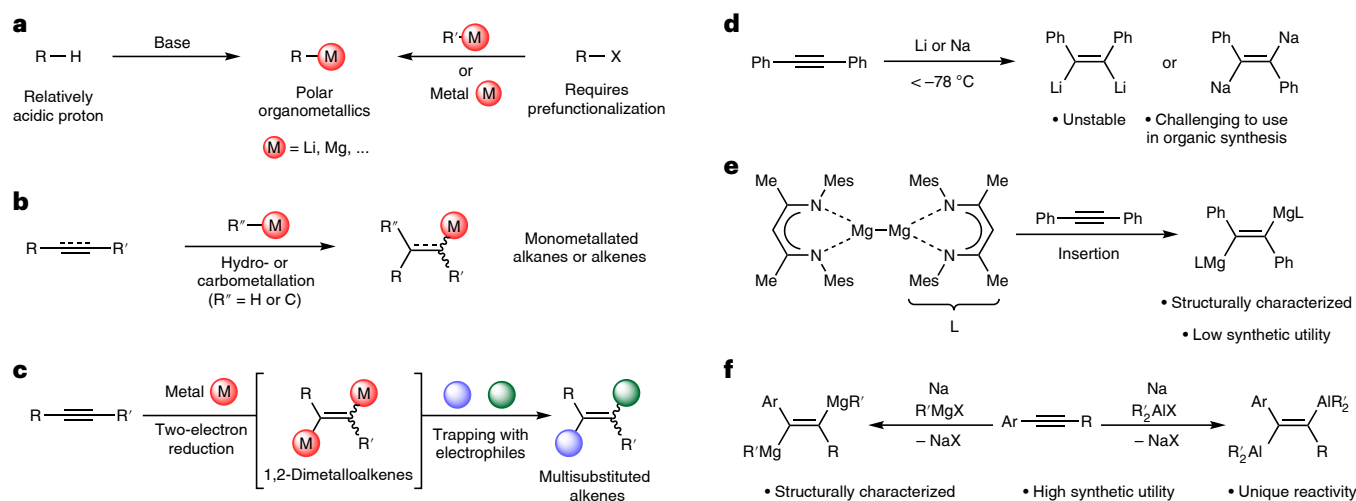 a
R–H
Base
R–M
R′–M
or
Metal M
R–X
Relatively
acidic proton
Polar
organometallics
Requires
prefunctionalization
M = Li, Mg, ...
b
R
R′
R″–M
Hydro- or
carbometallation
(R″ = H or C)
R″
M
R
R′
Monometallated
alkanes or alkenes
c
R
R′
Metal M
Two-electron
reduction
R
M
M
R′
1,2-Dimetalloalkenes
Trapping with
electrophiles
R
R′
Multisubstituted
alkenes
d
Ph
Ph
Li or Na
< –78 °C
Ph
Ph
Li
Li
or
Ph
Na
Na
Ph
• Unstable
• Challenging to use
in organic synthesis
e
Me
Mes
Mes
Me
N
N
Mg–Mg
N
N
Me
Mes
Mes
Me
L
Ph
Ph
Insertion
Ph
MgL
LMg
Ph
• Structurally characterized
• Low synthetic utility
f
Ar
MgR′
R′Mg
R
Na
R′MgX
– NaX
Ar
R
Na
R′2AlX
– NaX
Ar
AlR′2
R′2Al
R
• Structurally characterized
• High synthetic utility
• Unique reactivity